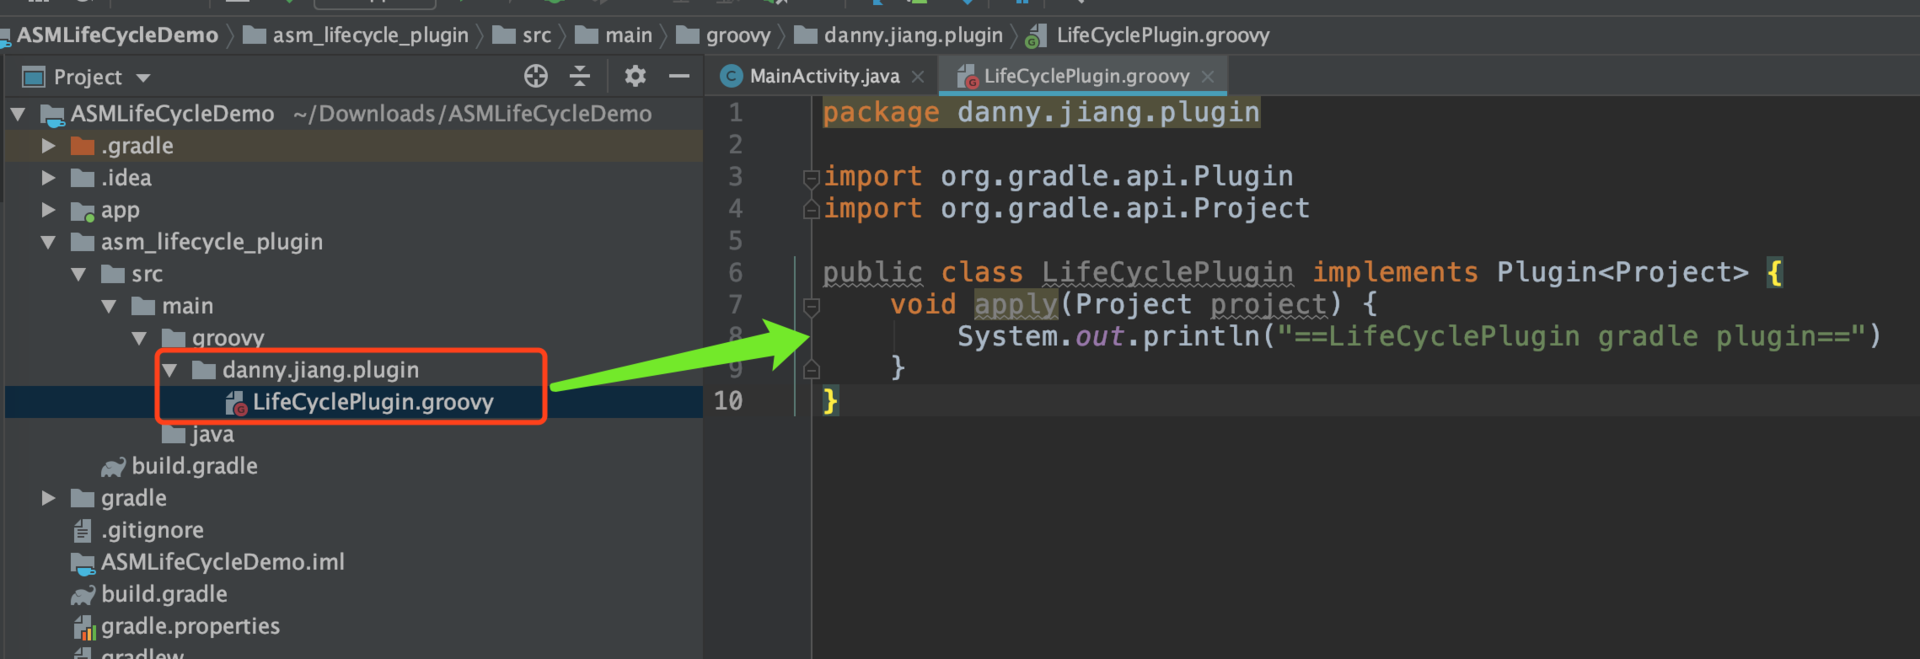 ASMLifeCycleDemo asm_lifecycle_plugin src main groovy danny.jiang.plugin LifeCyclePlugin.groovy
Project
ASMLifeCycleDemo ~/Downloads/ASMLifeCycleDemo
.gradle
.idea
app
asm_lifecycle_plugin
src
main
groovy
danny.jiang.plugin
LifeCyclePlugin.groovy
java
build.gradle
gradle
.gitignore
ASMLifeCycleDemo.iml
build.gradle
gradle.properties
gradlew
MainActivity.java LifeCyclePlugin.groovy
1 package danny.jiang.plugin
2
3 import org.gradle.api.Plugin
4 import org.gradle.api.Project
5
6 public class LifeCyclePlugin implements Plugin<Project> {
7 void apply(Project project) {
8 System.out.println("==LifeCyclePlugin gradle plugin==")
9 }
10 }